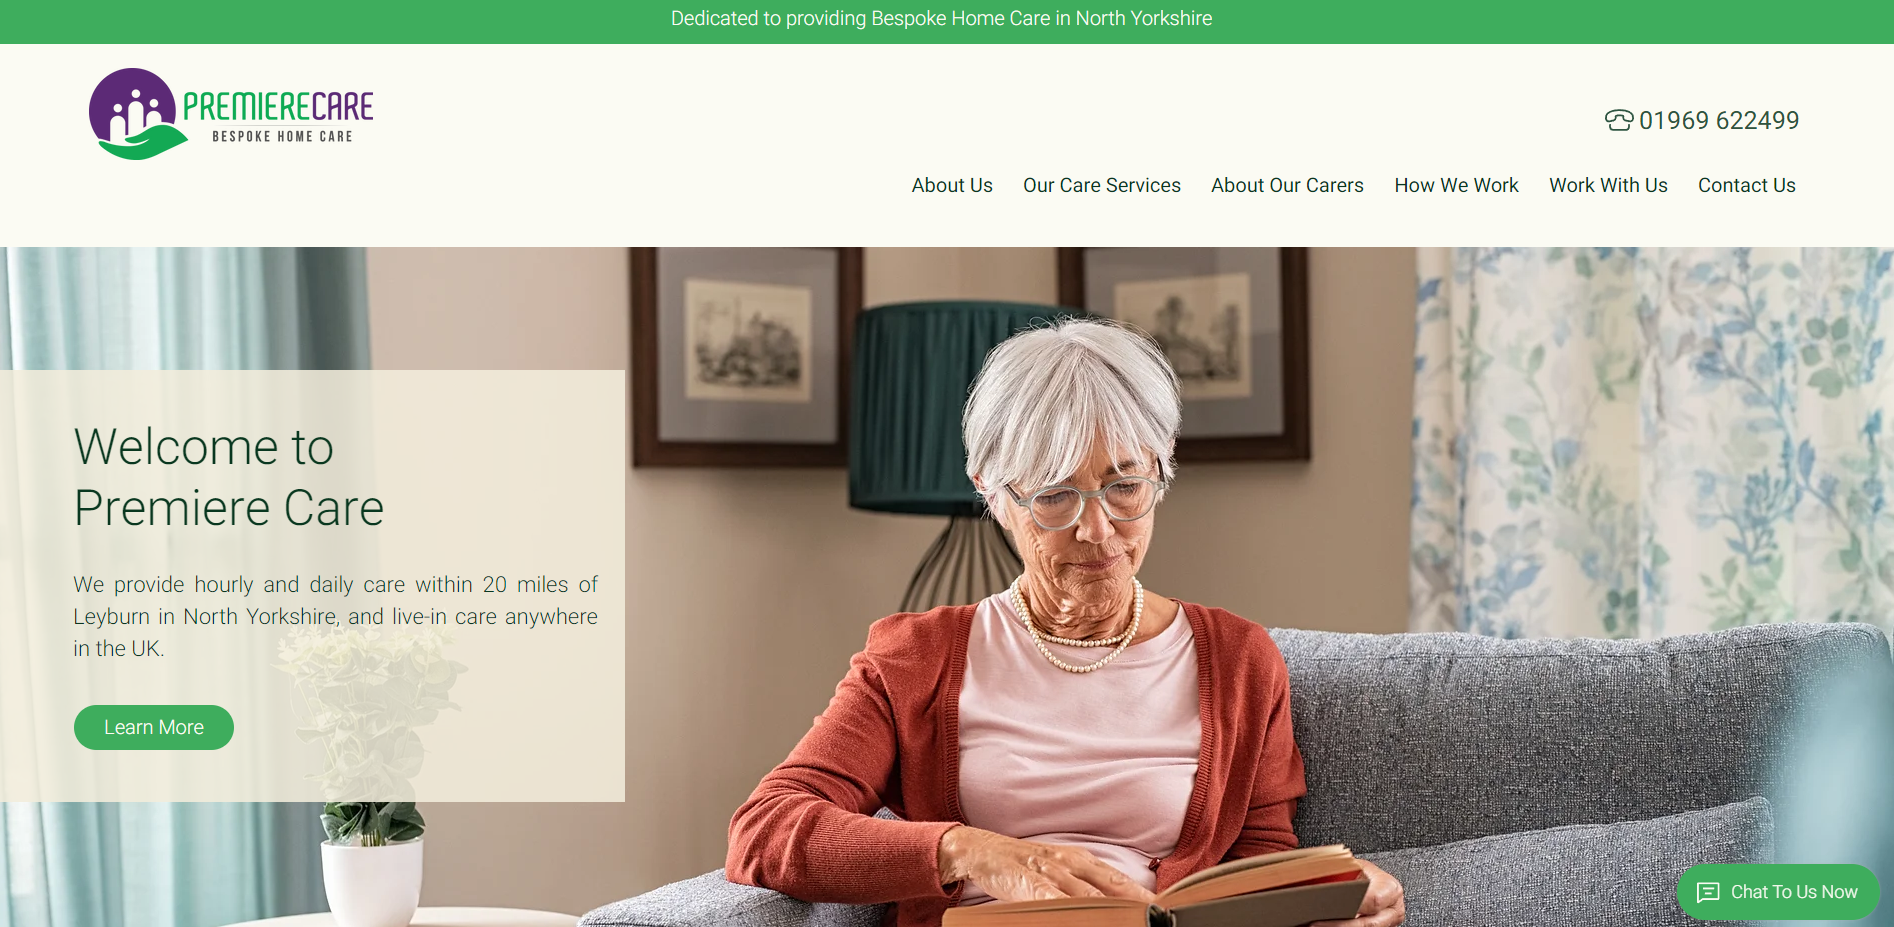 Dedicated to providing Bespoke Home Care in North Yorkshire
PREMIERECARE
BESPOKE HOME CARE
01969 622499
About Us
Our Care Services
About Our Carers
How We Work
Work With Us
Contact Us
Welcome to
Premiere Care
We provide hourly and daily care within 20 miles of
Leyburn in North Yorkshire, and live-in care anywhere
in the UK.
Learn More
Chat To Us Now